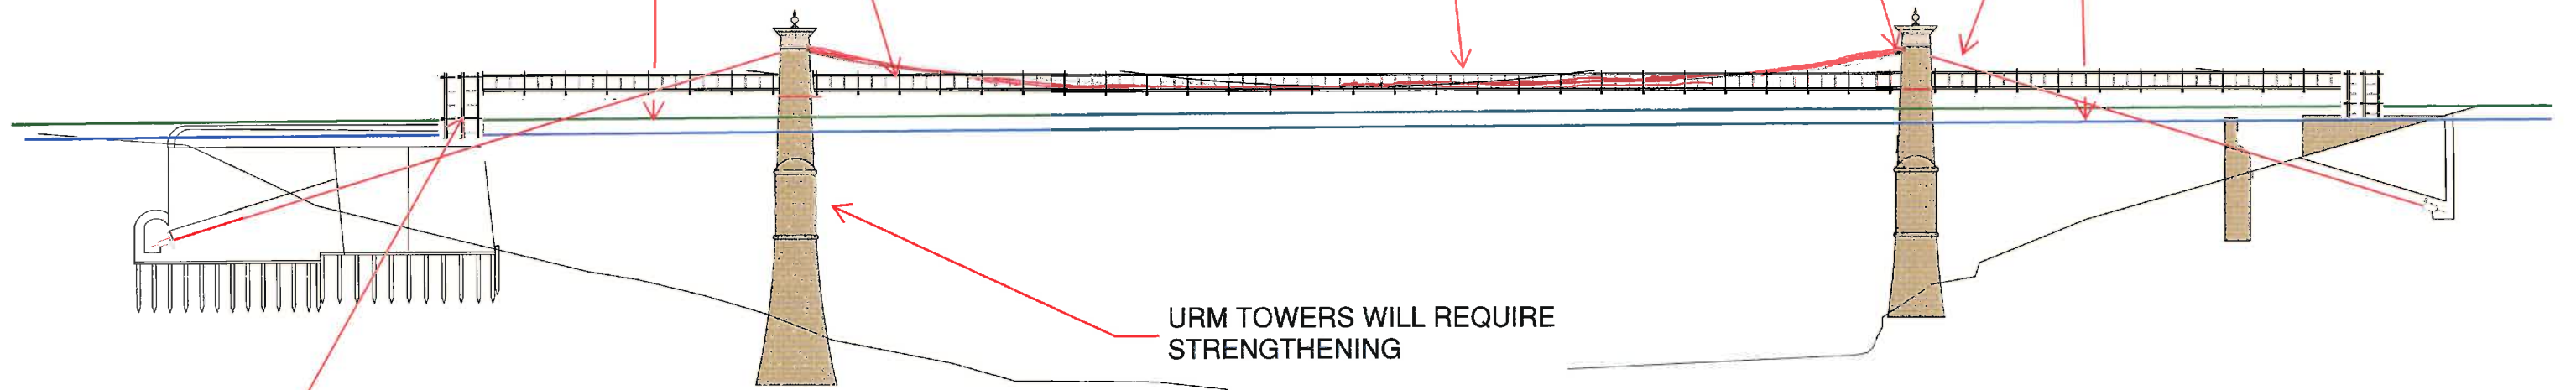 URM TOWERS WILL REQUIRE
STRENGTHENING